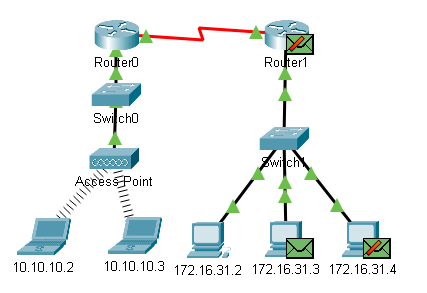 Router0
Router1
Switch0
Switch1
Access Point
10.10.10.2
10.10.10.3
172.16.31.2
172.16.31.3
172.16.31.4